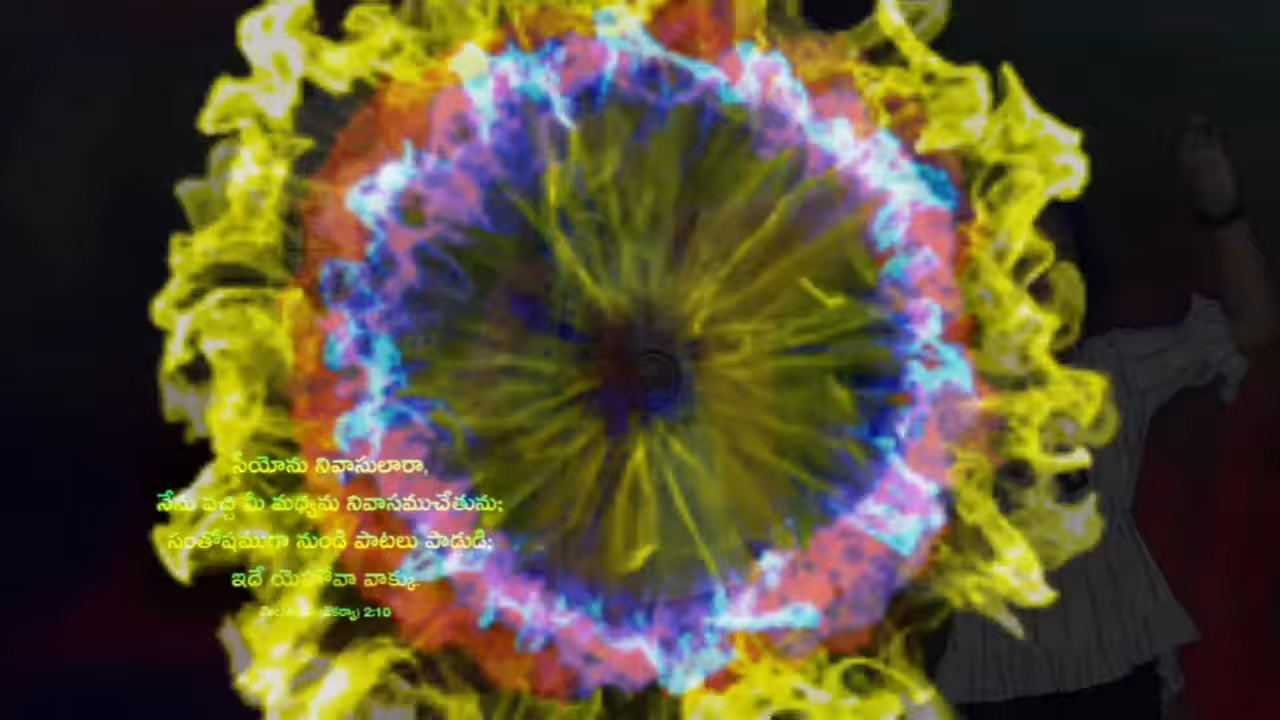 సీయోను నివాసులారా,
నేను వచ్చి మీ మధ్యను నివాసముచేతును;
సంతోషముగా నుండి పాటలు పాడుడి;
ఇదే యెహోవా వాక్కు.
2:10